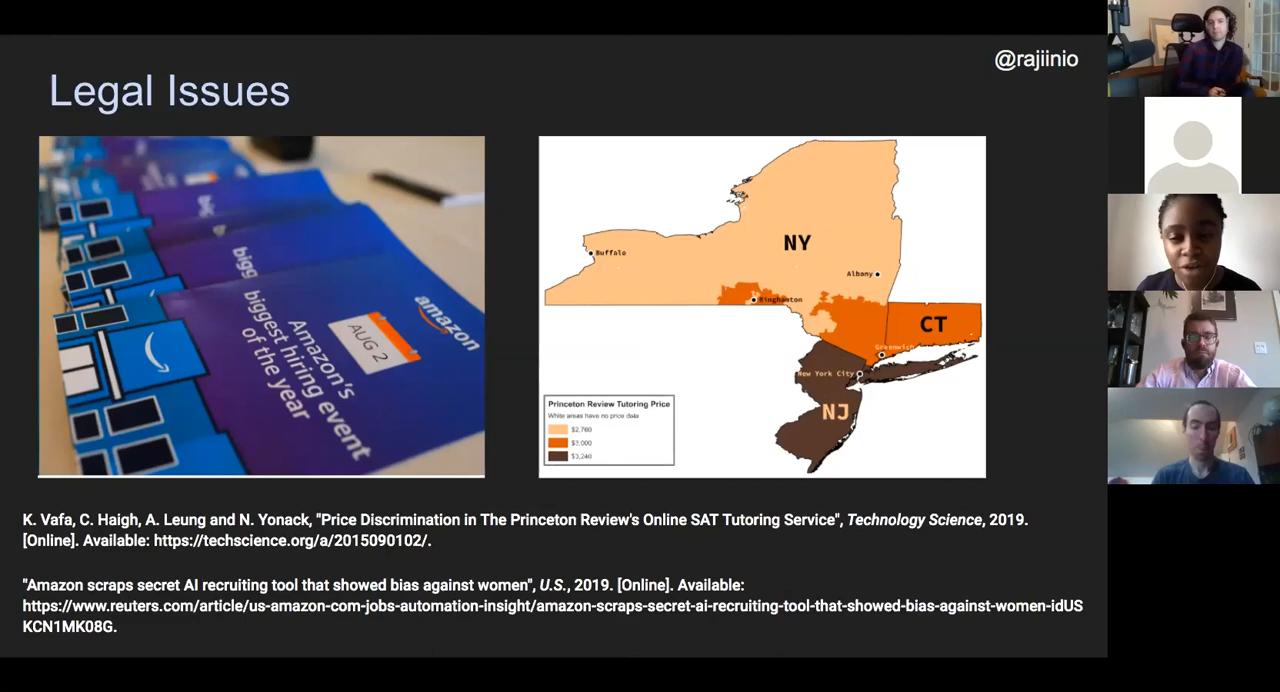 @rajiinio
Legal Issues
amazon
AUG 2
Amazon's
biggest hiring event
of the year
bigg
NY
Buffalo
Albany
Binghamton
CT
Greenwich
New York City
NJ
Princeton Review Tutoring Price
White areas have no price data
$2,760
$3,000
$3,240
K. Vafa, C. Haigh, A. Leung and N. Yonack, "Price Discrimination in The Princeton Review's Online SAT Tutoring Service", Technology Science, 2019.
[Online]. Available: https://techscience.org/a/2015090102/.
"Amazon scraps secret AI recruiting tool that showed bias against women", U.S., 2019. [Online]. Available:
https://www.reuters.com/article/us-amazon-com-jobs-automation-insight/amazon-scraps-secret-ai-recruiting-tool-that-showed-bias-against-women-idUS
KCN1MK08G.